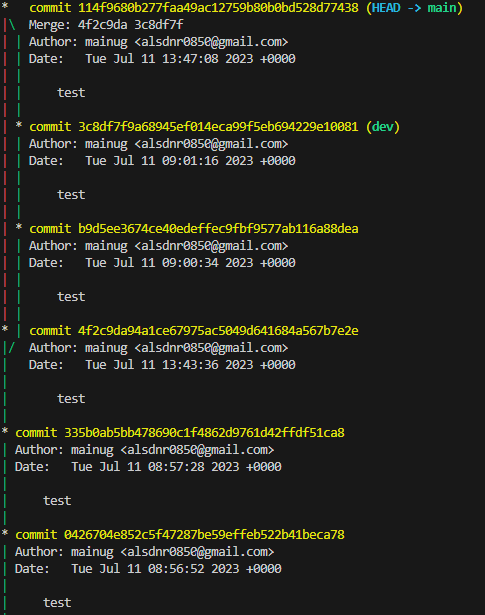 * commit 114f9680b277faa49ac12759b80b0bd528d77438 (HEAD -> main)
|\ Merge: 4f2c9da 3c8df7f
| | Author: mainug <alsdnr0850@gmail.com>
| | Date: Tue Jul 11 13:47:08 2023 +0000
| |
| | test
| |
| * commit 3c8df7f9a68945ef014eca99f5eb694229e10081 (dev)
| | Author: mainug <alsdnr0850@gmail.com>
| | Date: Tue Jul 11 09:01:16 2023 +0000
| |
| | test
| |
| * commit b9d5ee3674ce40edeffec9fbf9577ab116a88dea
| | Author: mainug <alsdnr0850@gmail.com>
| | Date: Tue Jul 11 09:00:34 2023 +0000
| |
| | test
| |
* | commit 4f2c9da94a1ce67975ac5049d641684a567b7e2e
|/ Author: mainug <alsdnr0850@gmail.com>
| Date: Tue Jul 11 13:43:36 2023 +0000
|
| test
|
* commit 335b0ab5bb478690c1f4862d9761d42ffdf51ca8
| Author: mainug <alsdnr0850@gmail.com>
| Date: Tue Jul 11 08:57:28 2023 +0000
|
| test
|
* commit 0426704e852c5f47287be59effeb522b41beca78
| Author: mainug <alsdnr0850@gmail.com>
| Date: Tue Jul 11 08:56:52 2023 +0000
|
| test